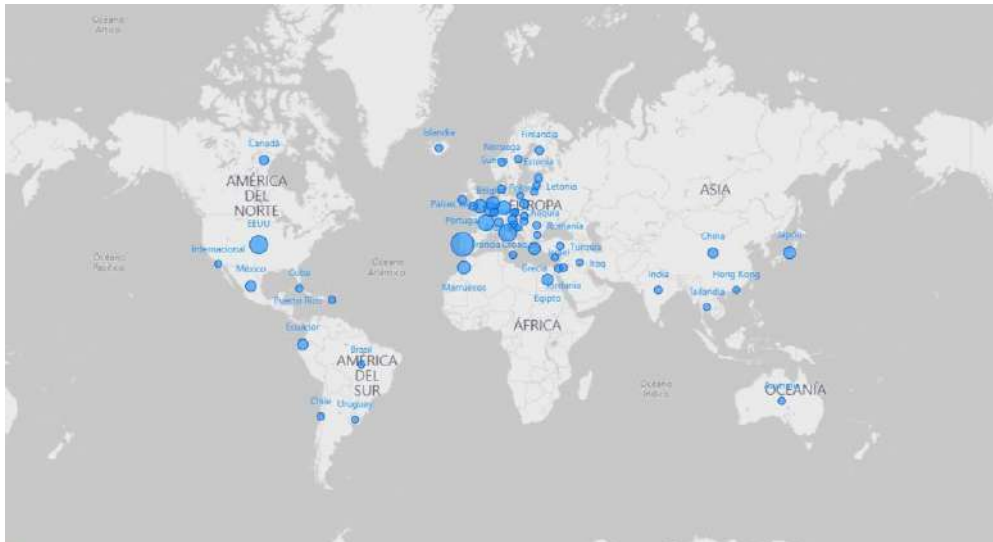 Océano
Ártico
Islandia
Finlandia
Noruega
Canadá
Estonia
Letonia
AMÉRICA
DEL
NORTE
EUROPA
ASIA
EEUU
Portugal
Rumania
China
Japón
Internacional
Turquía
Océano
Pacífico
Océano
Atlántico
México
Cuba
Grecia
Iraq
India
Hong Kong
Marruecos
Jordania
Puerto Rico
Egipto
Tailandia
Ecuador
ÁFRICA
Brasil
AMÉRICA
DEL
SUR
Océano
Índico
OCEANÍA
Chile
Uruguay